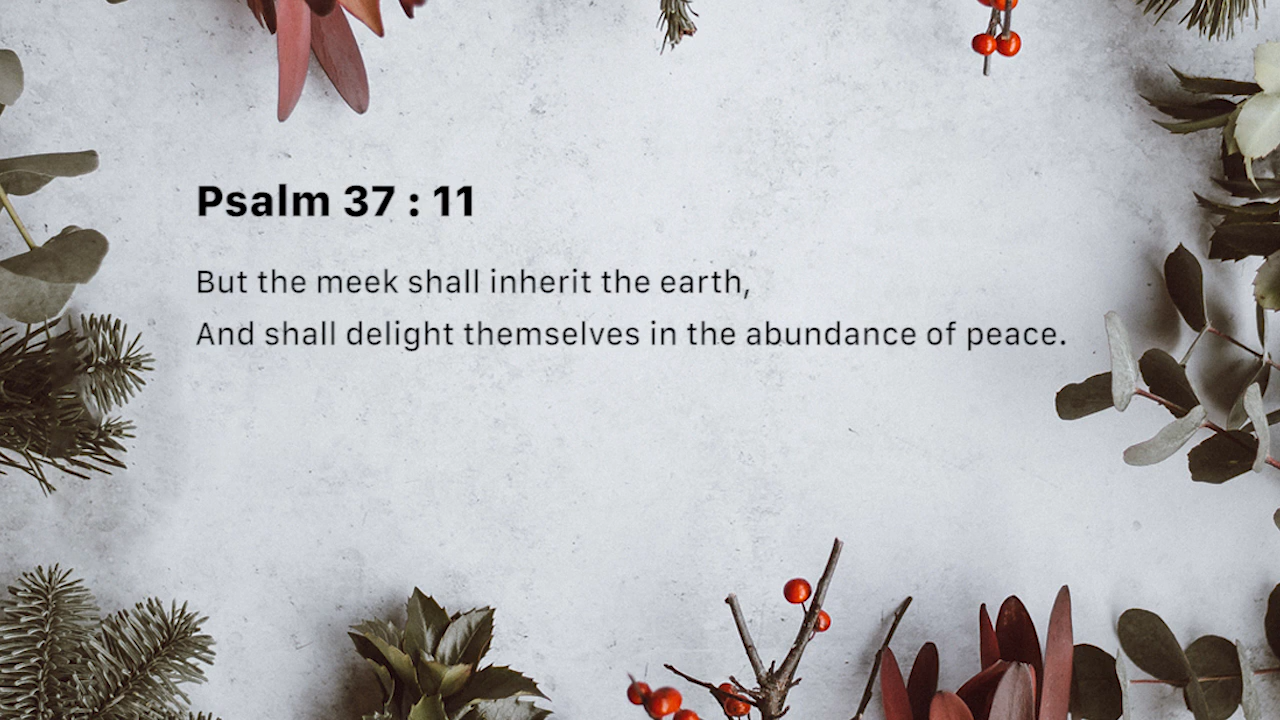 Psalm 37 : 11
But the meek shall inherit the earth,
And shall delight themselves in the abundance of peace.